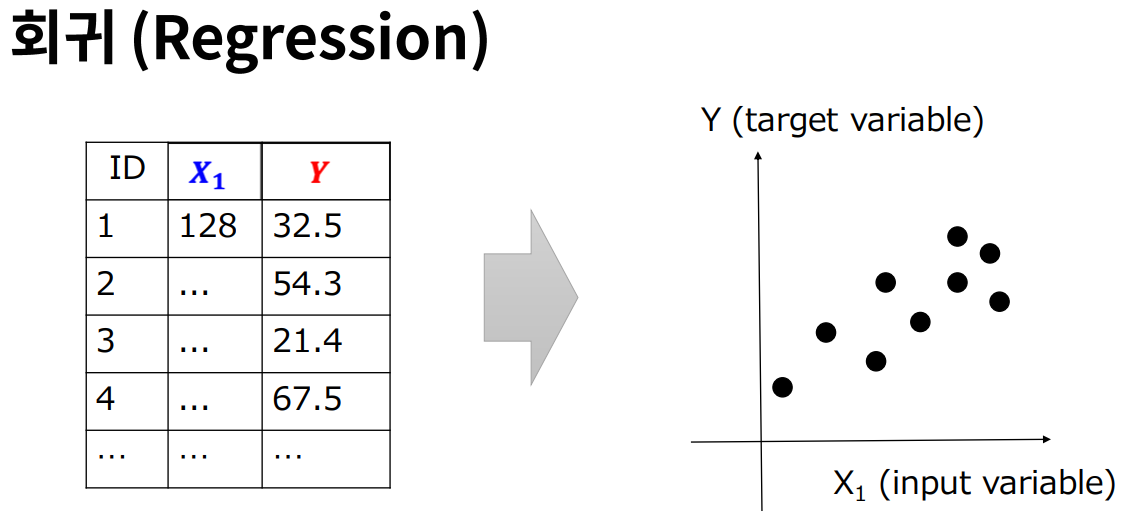 회귀 (Regression)
Y (target variable)
ID X₁ Y
1 128 32.5
2 ... 54.3
3 ... 21.4
4 ... 67.5
... ... ...
X₁ (input variable)